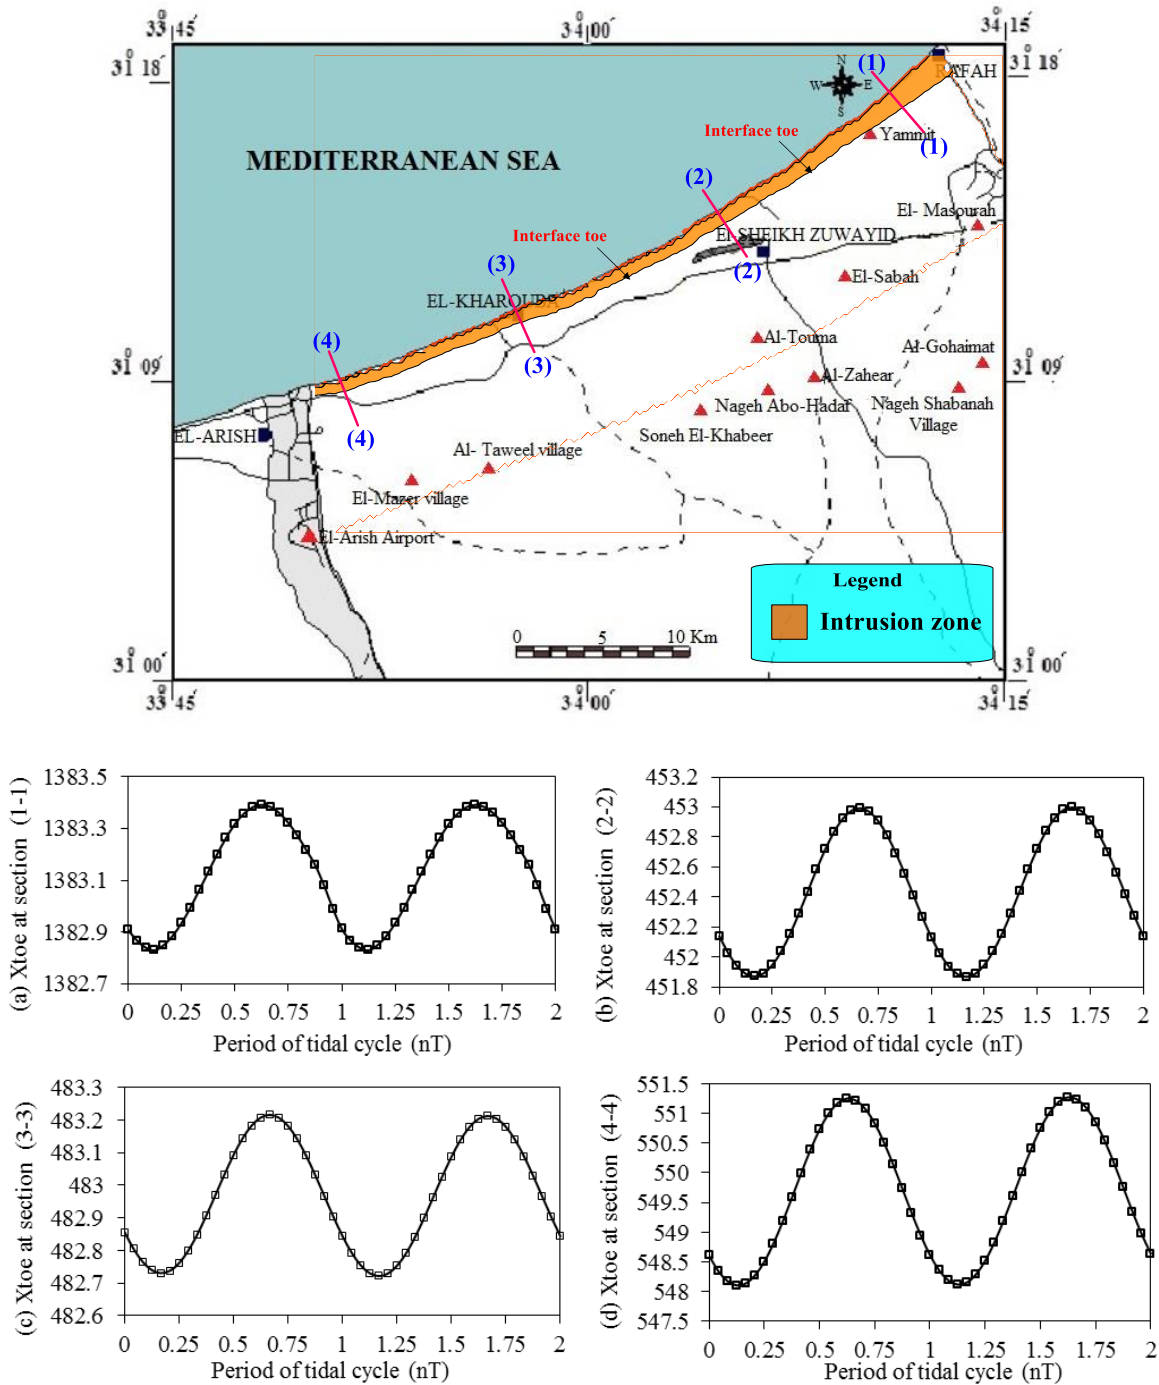 33° 45´
34° 00´
34° 15´
31° 18´
31° 18´
N
W E
S
(1)
RAFAH
Interface toe
Yammit
(1)
MEDITERRANEAN SEA
(2)
El- Masourah
Interface toe
El-SHEIKH ZUWAYID
(3)
(2)
El-Sabah
EL-KHAROUBA
(4)
Al-Touma
Al-Gohaimat
31° 09´
(3)
31° 09´
Al-Zahear
Nageh Abo-Hadaf
Nageh Shabanah
Village
EL-ARISH
(4)
Soneh El-Khabeer
Al- Taweel village
El-Mazer village
El-Arish Airport
Legend
Intrusion zone
0 5 10 Km
31° 00´
31° 00´
33° 45´
34° 00´
34° 15´
(a) Xtoe at section (1-1)
1383.5
1383.3
1383.1
1382.9
1382.7
0 0.25 0.5 0.75 1 1.25 1.5 1.75 2
Period of tidal cycle (nT)
(b) Xtoe at section (2-2)
453.2
453
452.8
452.6
452.4
452.2
452
451.8
0 0.25 0.5 0.75 1 1.25 1.5 1.75 2
Period of tidal cycle (nT)
(c) Xtoe at section (3-3)
483.3
483.2
483.1
483
482.9
482.8
482.7
482.6
0 0.25 0.5 0.75 1 1.25 1.5 1.75 2
Period of tidal cycle (nT)
(d) Xtoe at section (4-4)
551.5
551
550.5
550
549.5
549
548.5
548
547.5
0 0.25 0.5 0.75 1 1.25 1.5 1.75 2
Period of tidal cycle (nT)